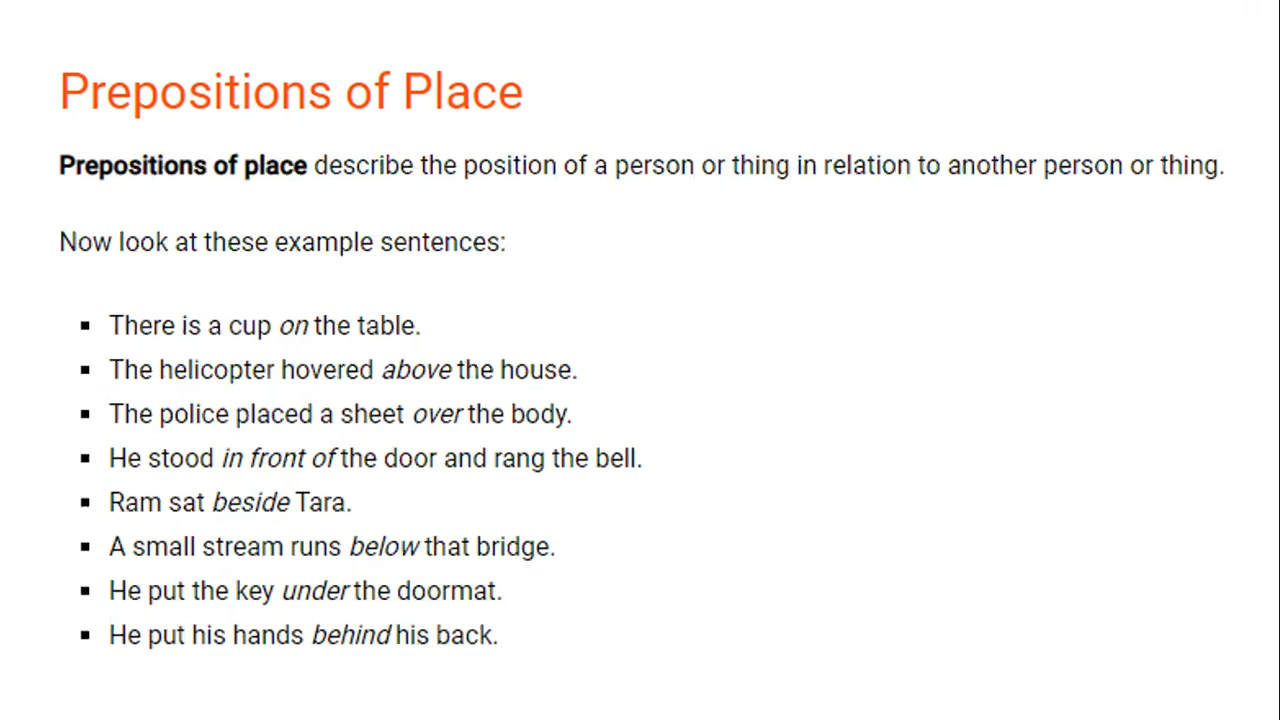 Prepositions of Place
Prepositions of place describe the position of a person or thing in relation to another person or thing.
Now look at these example sentences:
▪ There is a cup on the table.
▪ The helicopter hovered above the house.
▪ The police placed a sheet over the body.
▪ He stood in front of the door and rang the bell.
▪ Ram sat beside Tara.
▪ A small stream runs below that bridge.
▪ He put the key under the doormat.
▪ He put his hands behind his back.